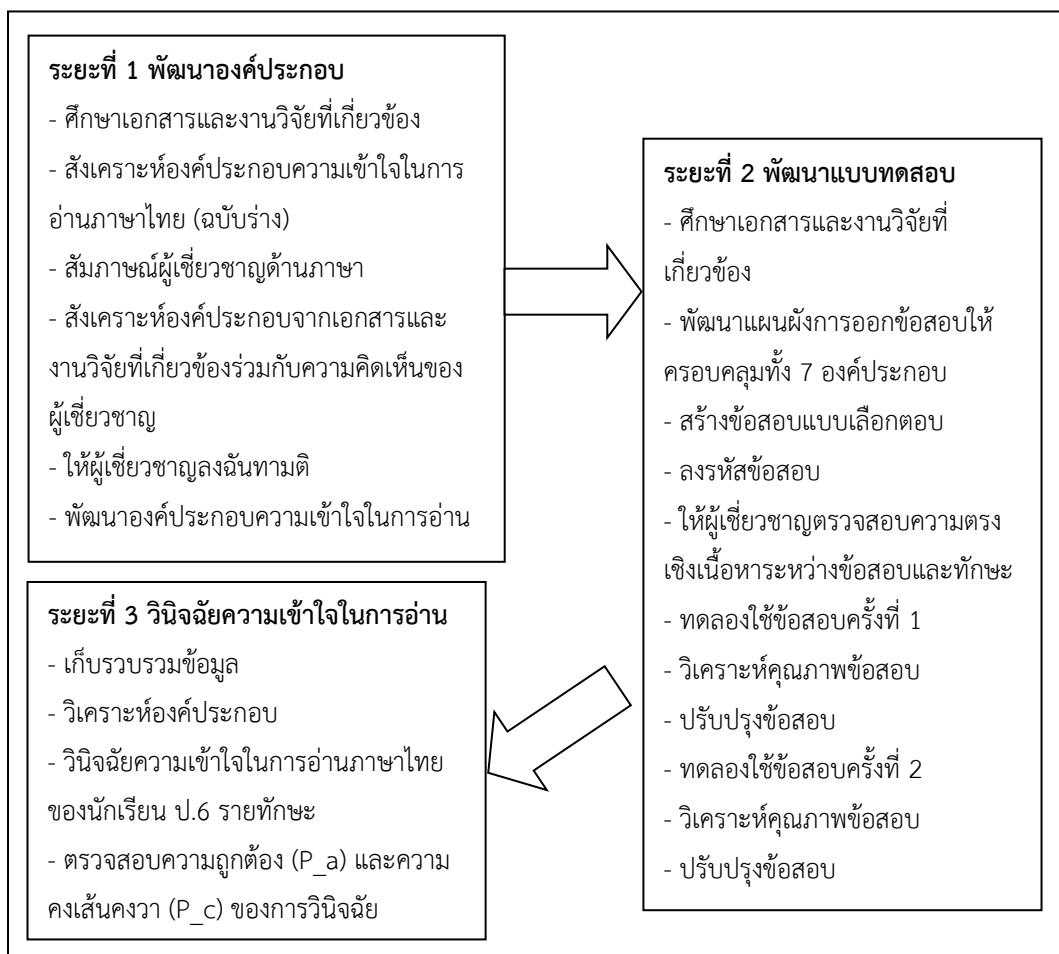 ระยะที่ 1 พัฒนาองค์ประกอบ
- ศึกษาเอกสารและงานวิจัยที่เกี่ยวข้อง
- สังเคราะห์องค์ประกอบความเข้าใจในการ
อ่านภาษาไทย (ฉบับร่าง)
- สัมภาษณ์ผู้เชี่ยวชาญด้านภาษา
- สังเคราะห์องค์ประกอบจากเอกสารและ
งานวิจัยที่เกี่ยวข้องร่วมกับความคิดเห็นของ
ผู้เชี่ยวชาญ
- ให้ผู้เชี่ยวชาญลงฉันทามติ
- พัฒนาองค์ประกอบความเข้าใจในการอ่าน
ระยะที่ 2 พัฒนาแบบทดสอบ
- ศึกษาเอกสารและงานวิจัยที่
เกี่ยวข้อง
- พัฒนาแผนผังการออกข้อสอบให้
ครอบคลุมทั้ง 7 องค์ประกอบ
- สร้างข้อสอบแบบเลือกตอบ
- ลงรหัสข้อสอบ
- ให้ผู้เชี่ยวชาญตรวจสอบความตรง
เชิงเนื้อหาระหว่างข้อสอบและทักษะ
- ทดลองใช้ข้อสอบครั้งที่ 1
- วิเคราะห์คุณภาพข้อสอบ
- ปรับปรุงข้อสอบ
- ทดลองใช้ข้อสอบครั้งที่ 2
- วิเคราะห์คุณภาพข้อสอบ
- ปรับปรุงข้อสอบ
ระยะที่ 3 วินิจฉัยความเข้าใจในการอ่าน
- เก็บรวบรวมข้อมูล
- วิเคราะห์องค์ประกอบ
- วินิจฉัยความเข้าใจในการอ่านภาษาไทย
ของนักเรียน ป.6 รายทักษะ
- ตรวจสอบความถูกต้อง (P_a) และความ
คงเส้นคงวา (P_c) ของการวินิจฉัย